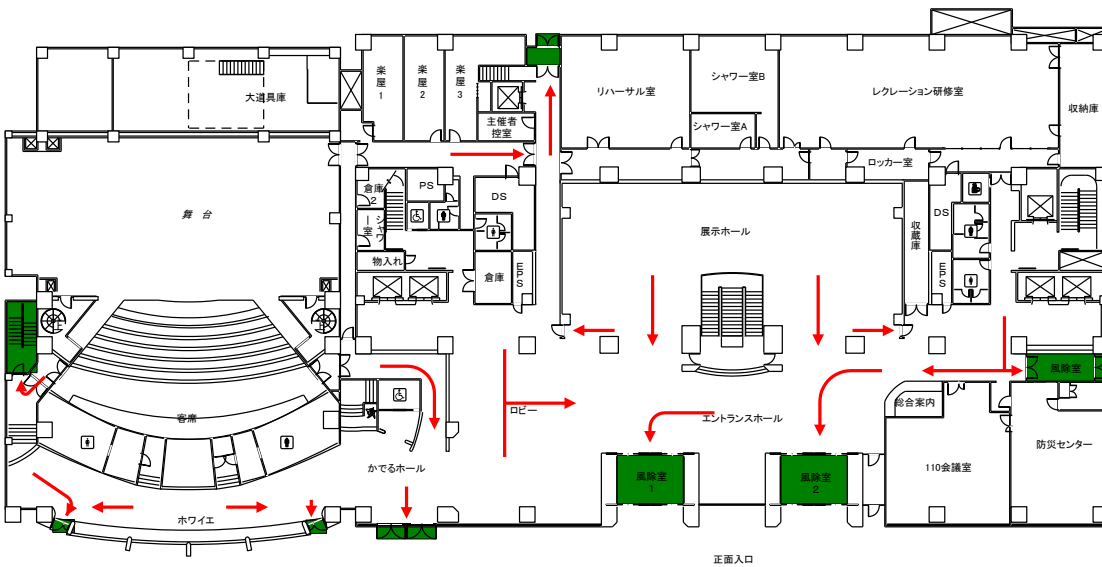 大道具庫
楽屋1
楽屋2
楽屋3
主催者
控室
リハーサル室
シャワー室B
シャワー室A
レクレーション研修室
収納庫
ロッカー室
舞 台
倉庫
2
PS
DS
シャワー室
物入れ
倉庫
EPS
展示ホール
収蔵庫
DS
EPS
客席
ロビー
エントランスホール
総合案内
風除室
かでるホール
風除室
1
風除室
2
110会議室
防災センター
ホワイエ
正面入口